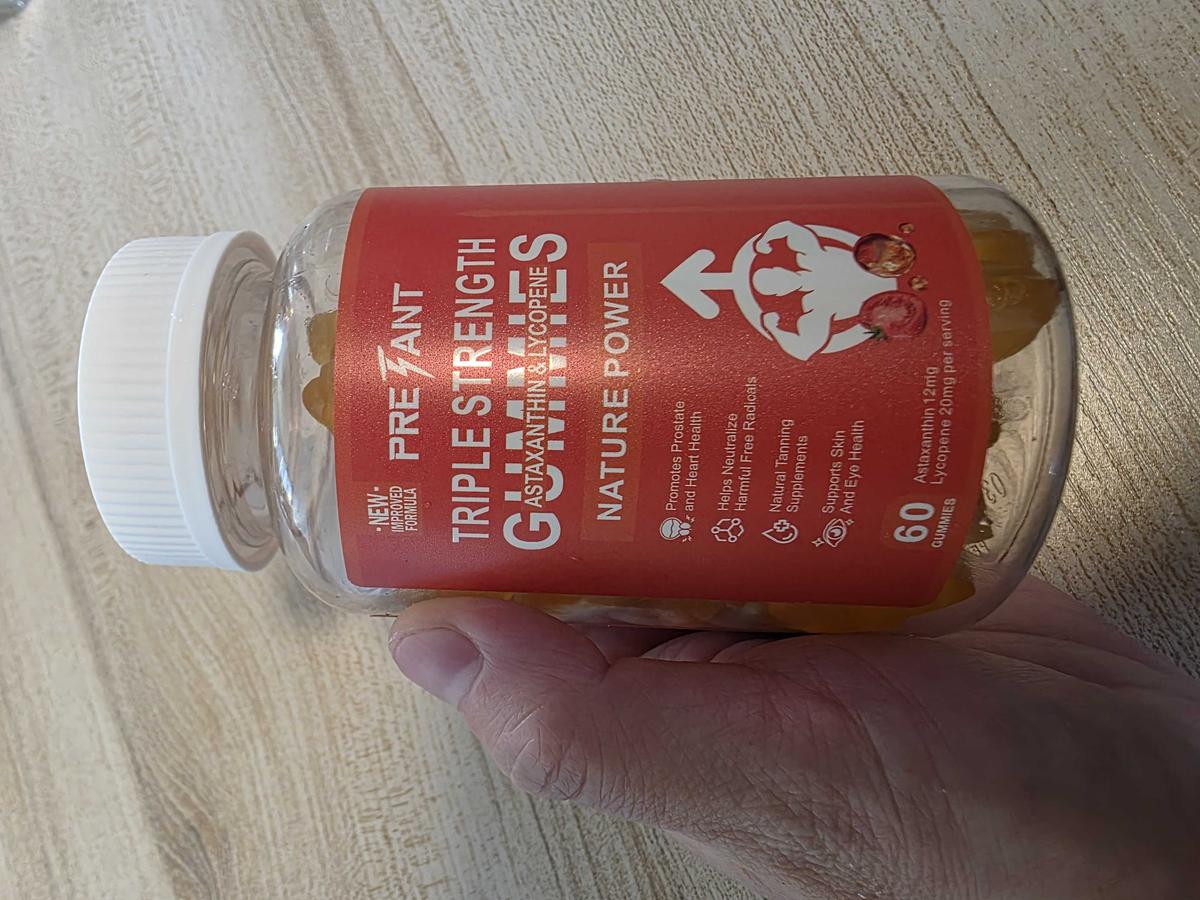 ·NEW·
IMPROVED
FORMULA
PRE ANT
TRIPLE STRENGTH
GUMMIES
ASTAXANTHIN & LYCOPENE
NATURE POWER
Promotes Prostate
and Heart Health
Helps Neutralize
Harmful Free Radicals
Natural Tanning
Supplements
Supports Skin
And Eye Health
60
GUMMIES
Astaxanthin 12mg
Lycopene 20mg per serving